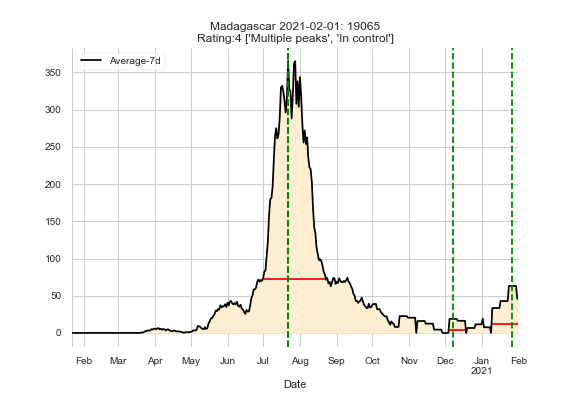 Madagascar 2021-02-01: 19065
Rating:4 ['Multiple peaks', 'In control']
Average-7d
350
300
250
200
150
100
50
0
Feb Mar Apr May Jun Jul Aug Sep Oct Nov Dec Jan Feb
2021
Date